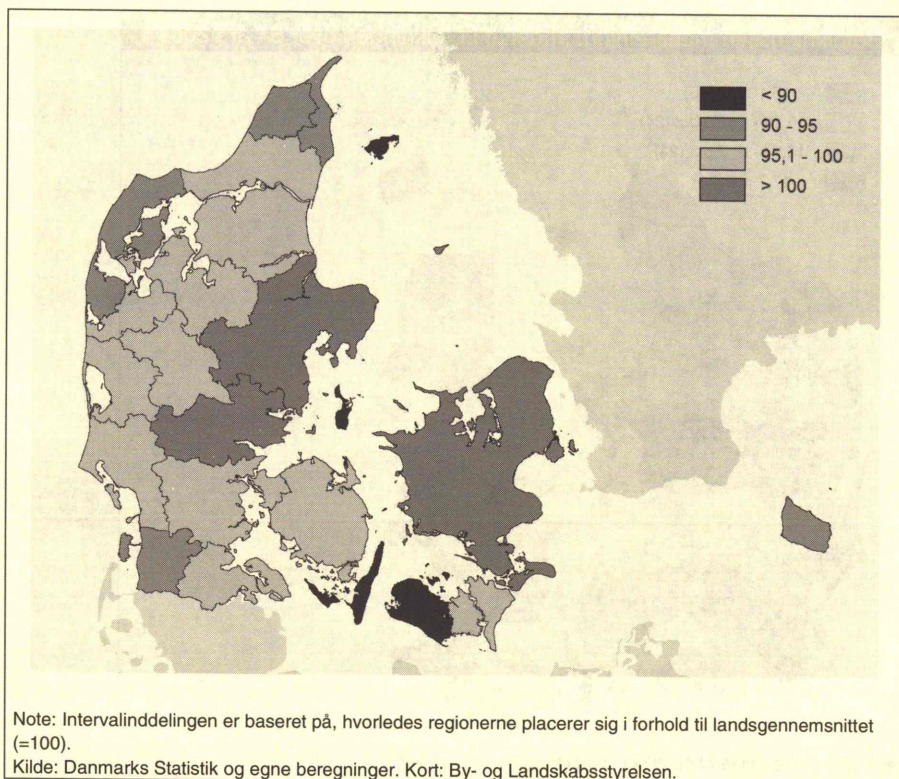 < 90
90 - 95
95,1 - 100
> 100
Note: Intervalinddelingen er baseret på, hvorledes regionerne placerer sig i forhold til landsgennemsnittet
(=100).
Kilde: Danmarks Statistik og egne beregninger. Kort: By- og Landskabsstyrelsen.